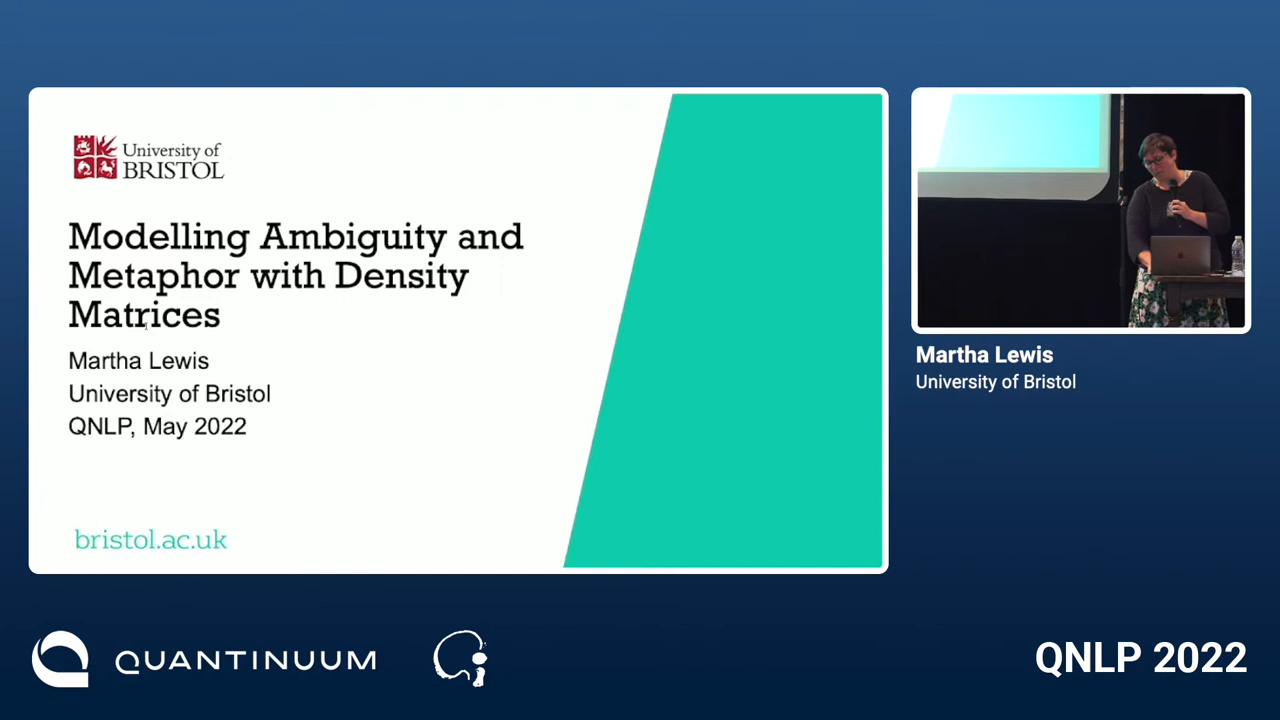 University of
BRISTOL
Modelling Ambiguity and
Metaphor with Density
Matrices
Martha Lewis
University of Bristol
QNLP, May 2022
bristol.ac.uk
Martha Lewis
University of Bristol
QUANTINUUM
QNLP 2022